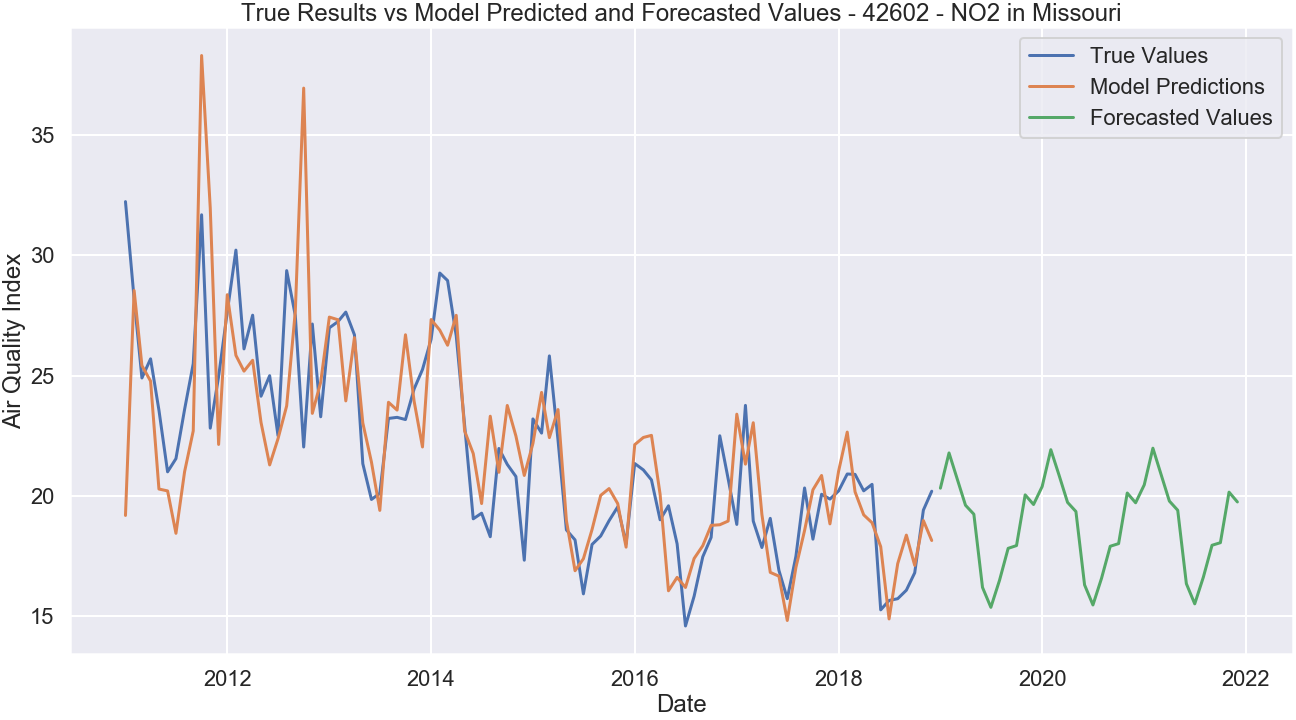 True Results vs Model Predicted and Forecasted Values - 42602 - NO2 in Missouri
True Values
Model Predictions
Forecasted Values
Air Quality Index
35
30
25
20
15
2012
2014
2016
2018
2020
2022
Date